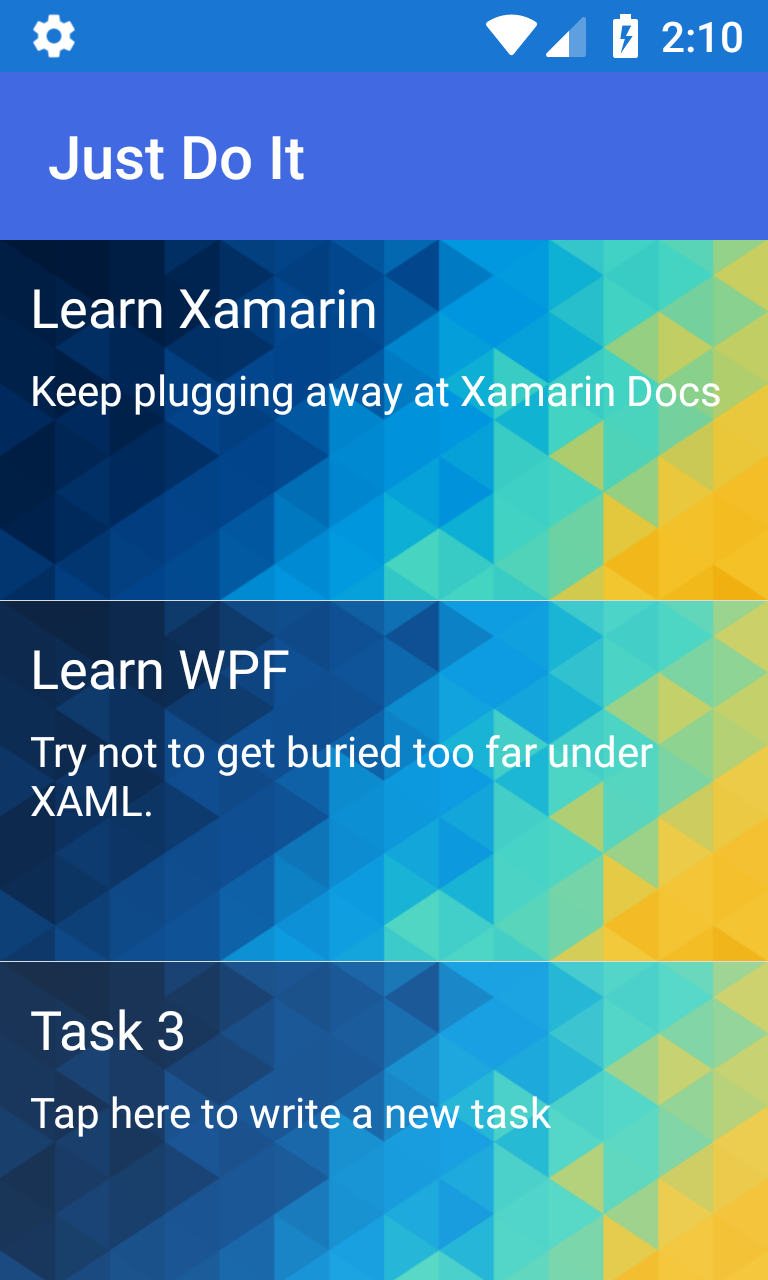 2:10
Just Do It
Learn Xamarin
Keep plugging away at Xamarin Docs
Learn WPF
Try not to get buried too far under
XAML.
Task 3
Tap here to write a new task